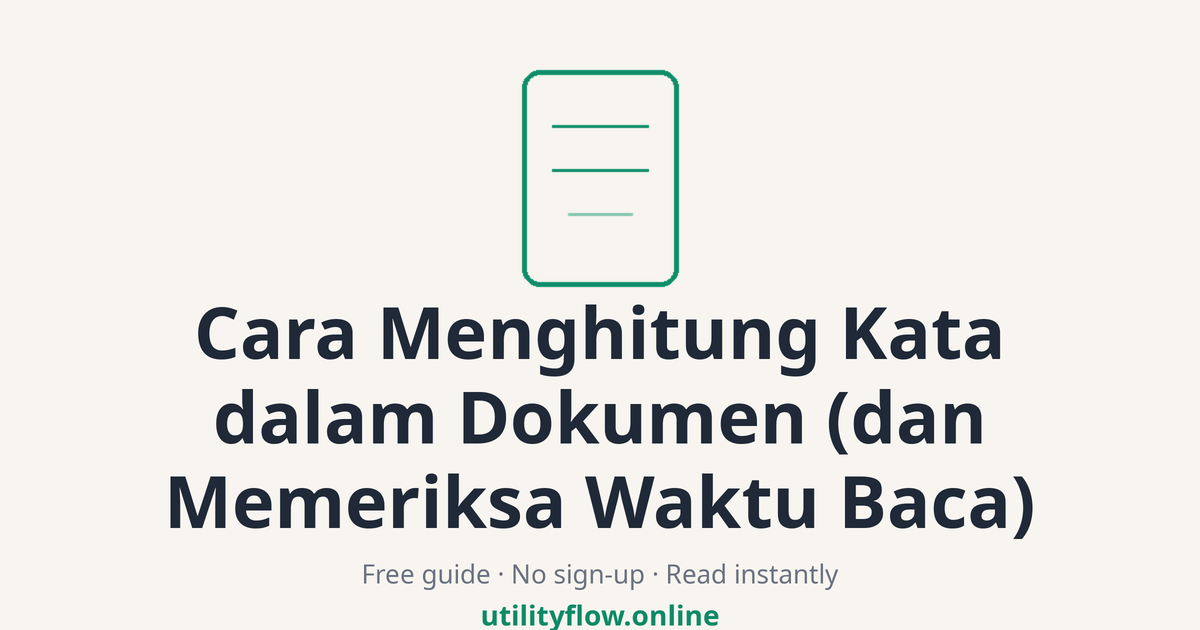 Cara Menghitung Kata
dalam Dokumen (dan
Memeriksa Waktu Baca)
Free guide · No sign-up · Read instantly
utilityflow.online